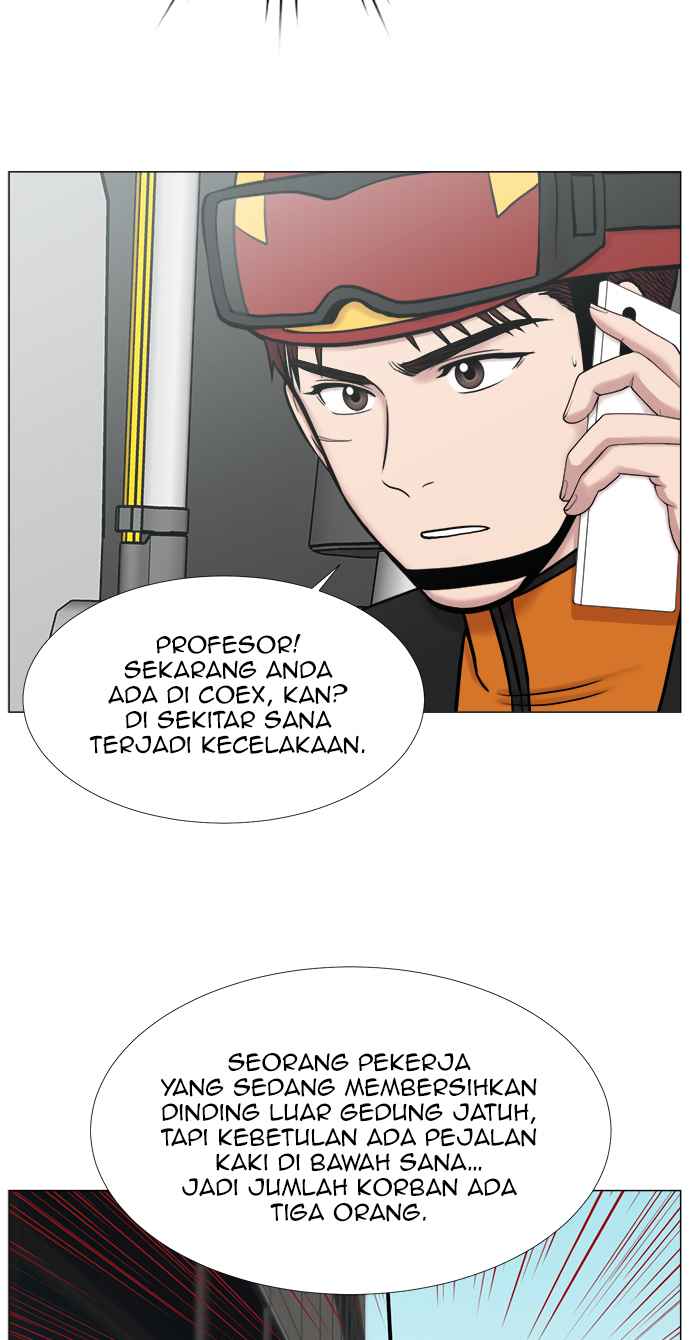 PROFESOR!
SEKARANG ANDA
ADA DI COEX, KAN?
DI SEKITAR SANA
TERJADI KECELAKAAN.
SEORANG PEKERJA
YANG SEDANG MEMBERSIHKAN
DINDING LUAR GEDUNG JATUH,
TAPI KEBETULAN ADA PEJALAN
KAKI DI BAWAH SANA...
JADI JUMLAH KORBAN ADA
TIGA ORANG.